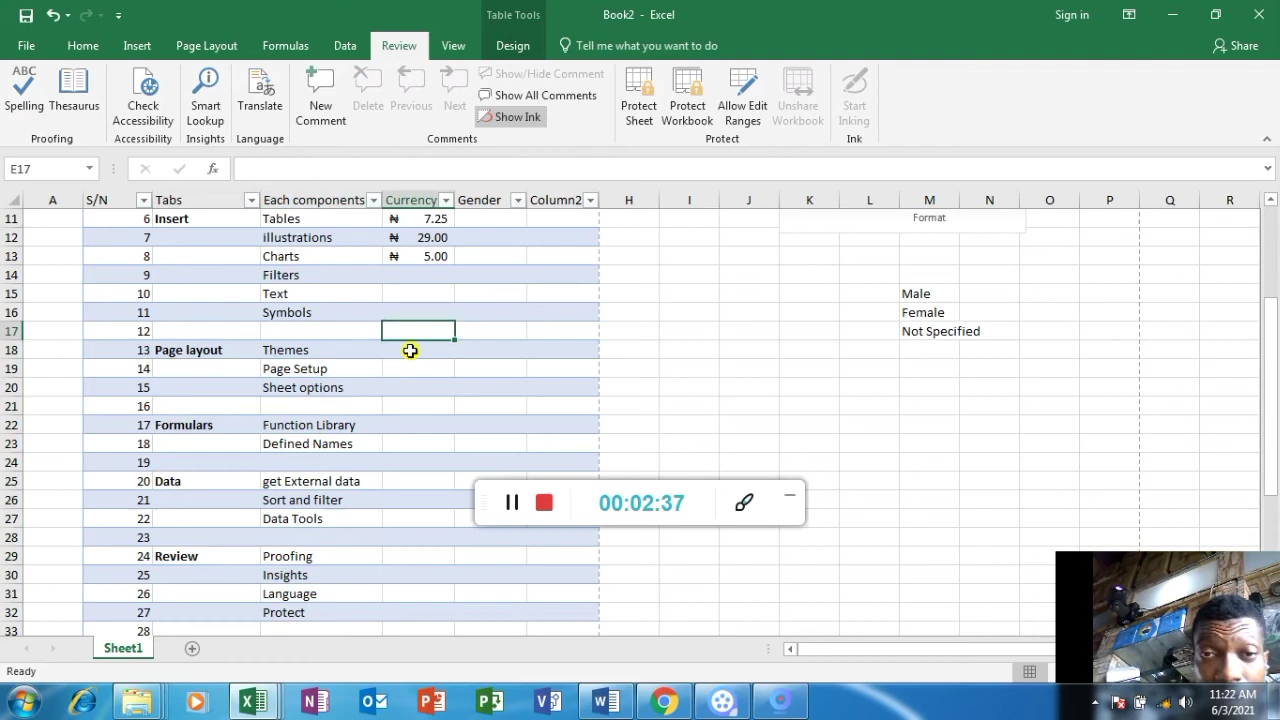 Table Tools
Book2 - Excel
Sign in
File Home Insert Page Layout Formulas Data Review View Design Tell me what you want to do Share
ABC
Spelling Thesaurus Check Accessibility Smart Lookup Translate New Comment Delete Previous Next
Show/Hide Comment
Show All Comments
Show Ink
Protect Sheet Protect Workbook Allow Edit Ranges Unshare Workbook Start Inking
Proofing Accessibility Insights Language Comments Protect Ink
E17 fx
A S/N Tabs Each components Currency Gender Column2 H I J K L M N O P Q R
11 6 Insert Tables ₦ 7.25 Format
12 7 illustrations ₦ 29.00
13 8 Charts ₦ 5.00
14 9 Filters
15 10 Text Male
16 11 Symbols Female
17 12 Not Specified
18 13 Page layout Themes
19 14 Page Setup
20 15 Sheet options
21 16
22 17 Formulars Function Library
23 18 Defined Names
24 19
25 20 Data get External data
26 21 Sort and filter
00:02:37
27 22 Data Tools
28 23
29 24 Review Proofing
30 25 Insights
31 26 Language
32 27 Protect
33 28
Sheet1
Ready
11:22 AM
6/3/2021